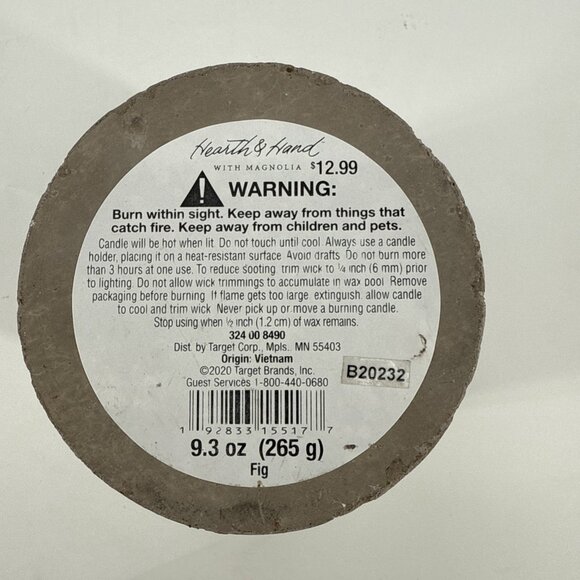 Hearth & Hand
WITH MAGNOLIA $12.99
WARNING:
Burn within sight. Keep away from things that
catch fire. Keep away from children and pets.
Candle will be hot when lit. Do not touch until cool. Always use a candle
holder, placing it on a heat-resistant surface. Avoid drafts. Do not burn more
than 3 hours at one use. To reduce sooting, trim wick to ¼ inch (6 mm) prior
to lighting. Do not allow wick trimmings to accumulate in wax pool. Remove
packaging before burning. If flame gets too large, extinguish, allow candle
to cool and trim wick. Never pick up or move a burning candle.
Stop using when ½ inch (1.2 cm) of wax remains.
324 00 8490
Dist. by Target Corp., Mpls., MN 55403
Origin: Vietnam
©2020 Target Brands, Inc.
Guest Services 1-800-440-0680
B20232
1 92833 15517 7
9.3 oz (265 g)
Fig